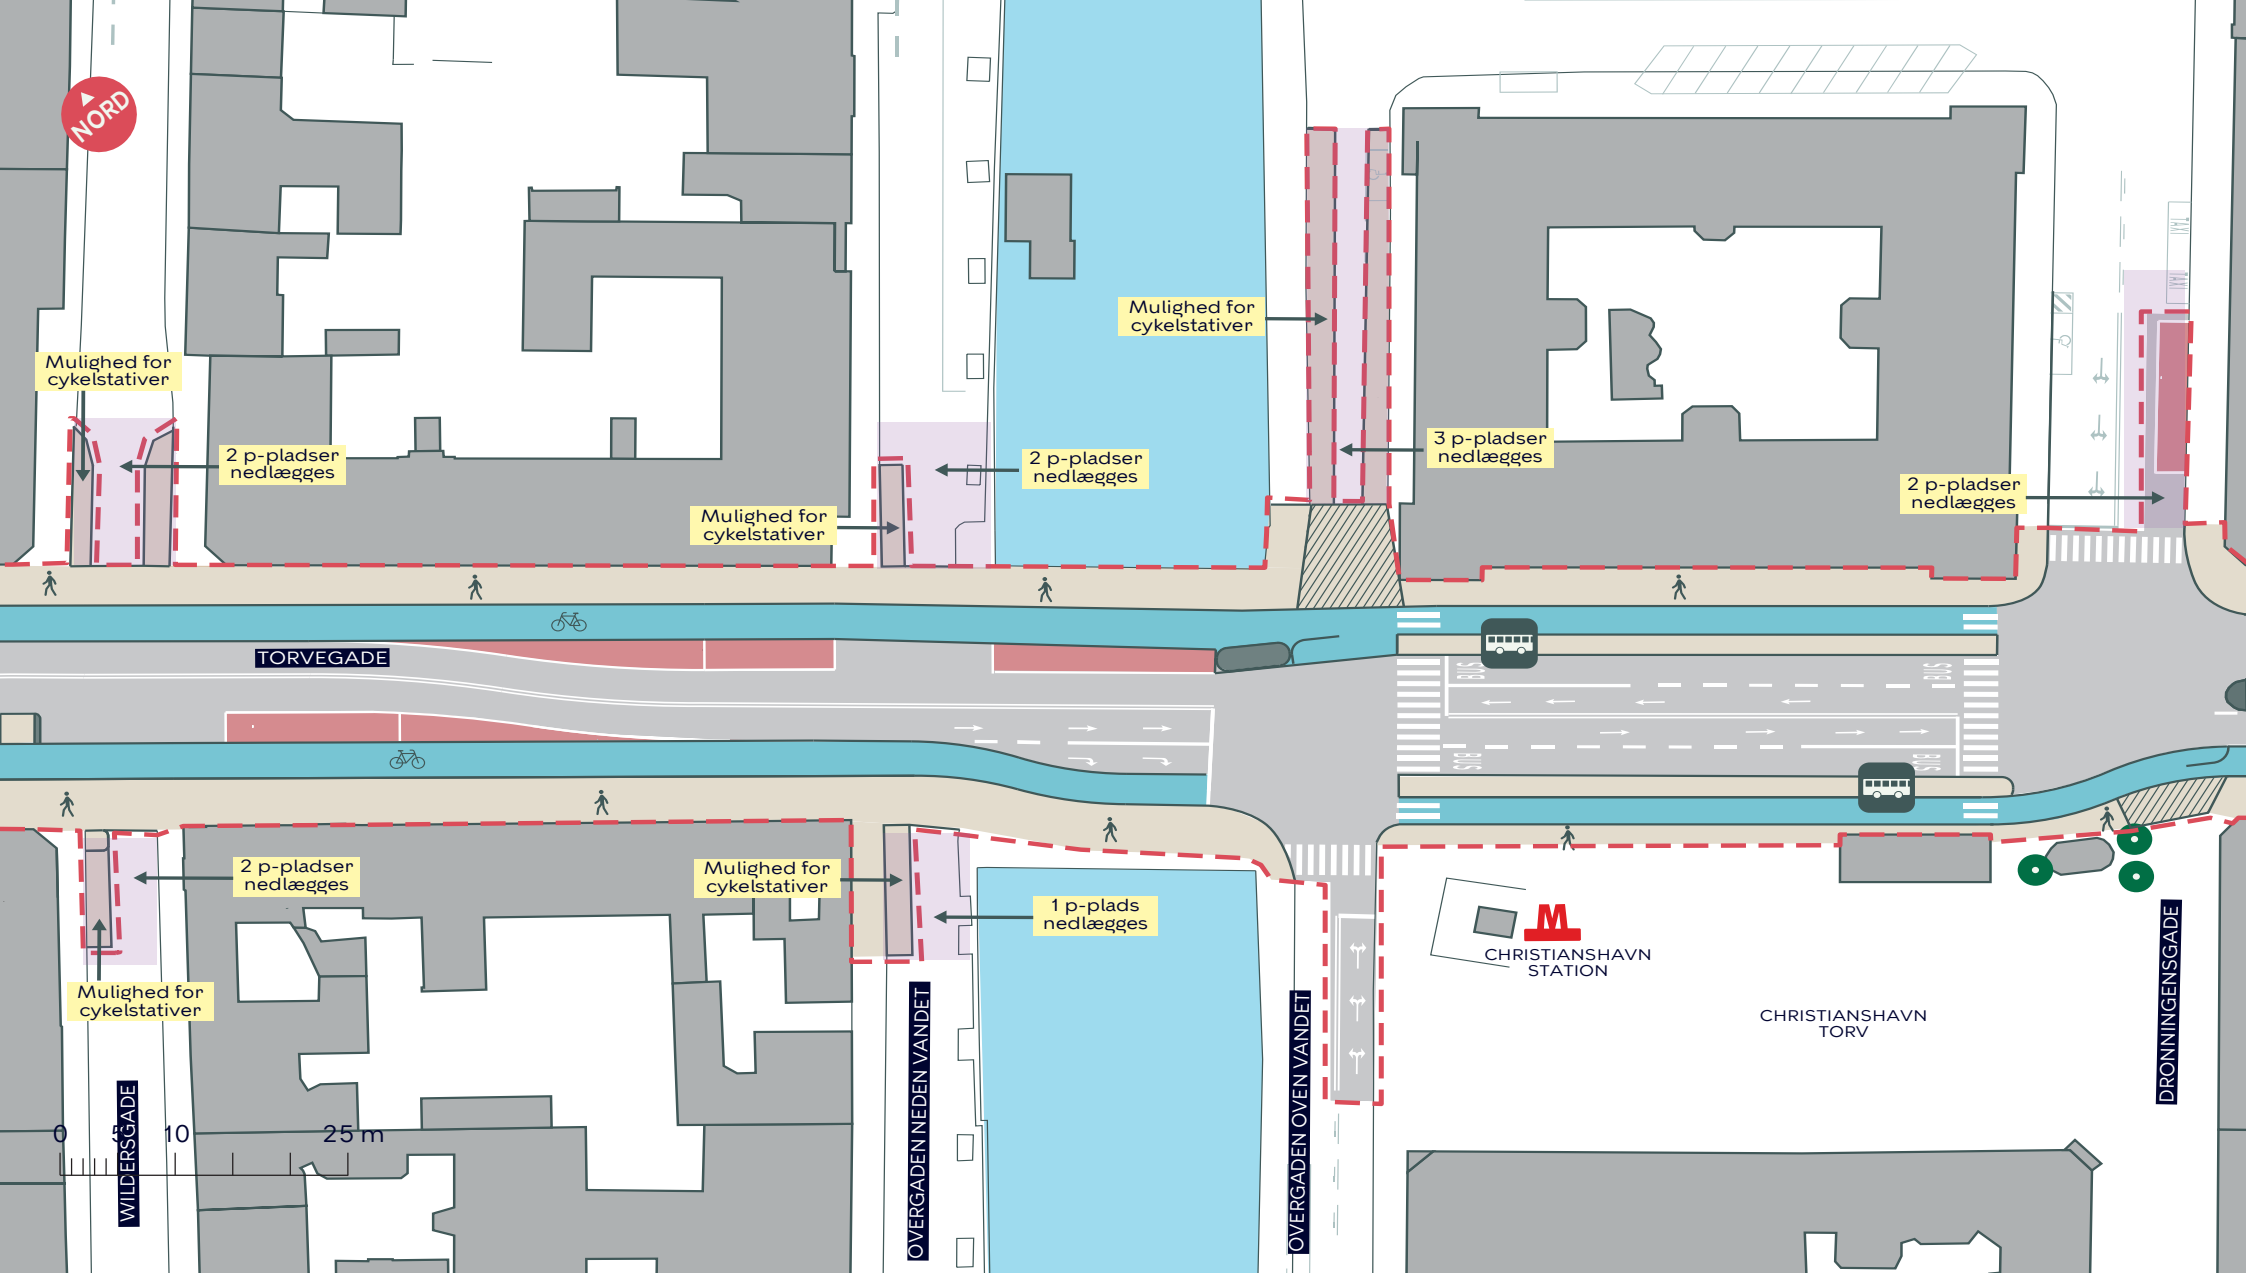 NORD
Mulighed for
cykelstativer
2 p-pladser
nedlægges
Mulighed for
cykelstativer
2 p-pladser
nedlægges
Mulighed for
cykelstativer
3 p-pladser
nedlægges
2 p-pladser
nedlægges
TAXI
TAXI
TORVEGADE
BUS
BUS
BUS
BUS
2 p-pladser
nedlægges
Mulighed for
cykelstativer
Mulighed for
cykelstativer
1 p-plads
nedlægges
M
CHRISTIANSHAVN
STATION
CHRISTIANSHAVN
TORV
WILDERSGADE
OVERGADEN NEDEN VANDET
OVERGADEN OVEN VANDET
DRONNINGENSGADE
0 5 10 25 m